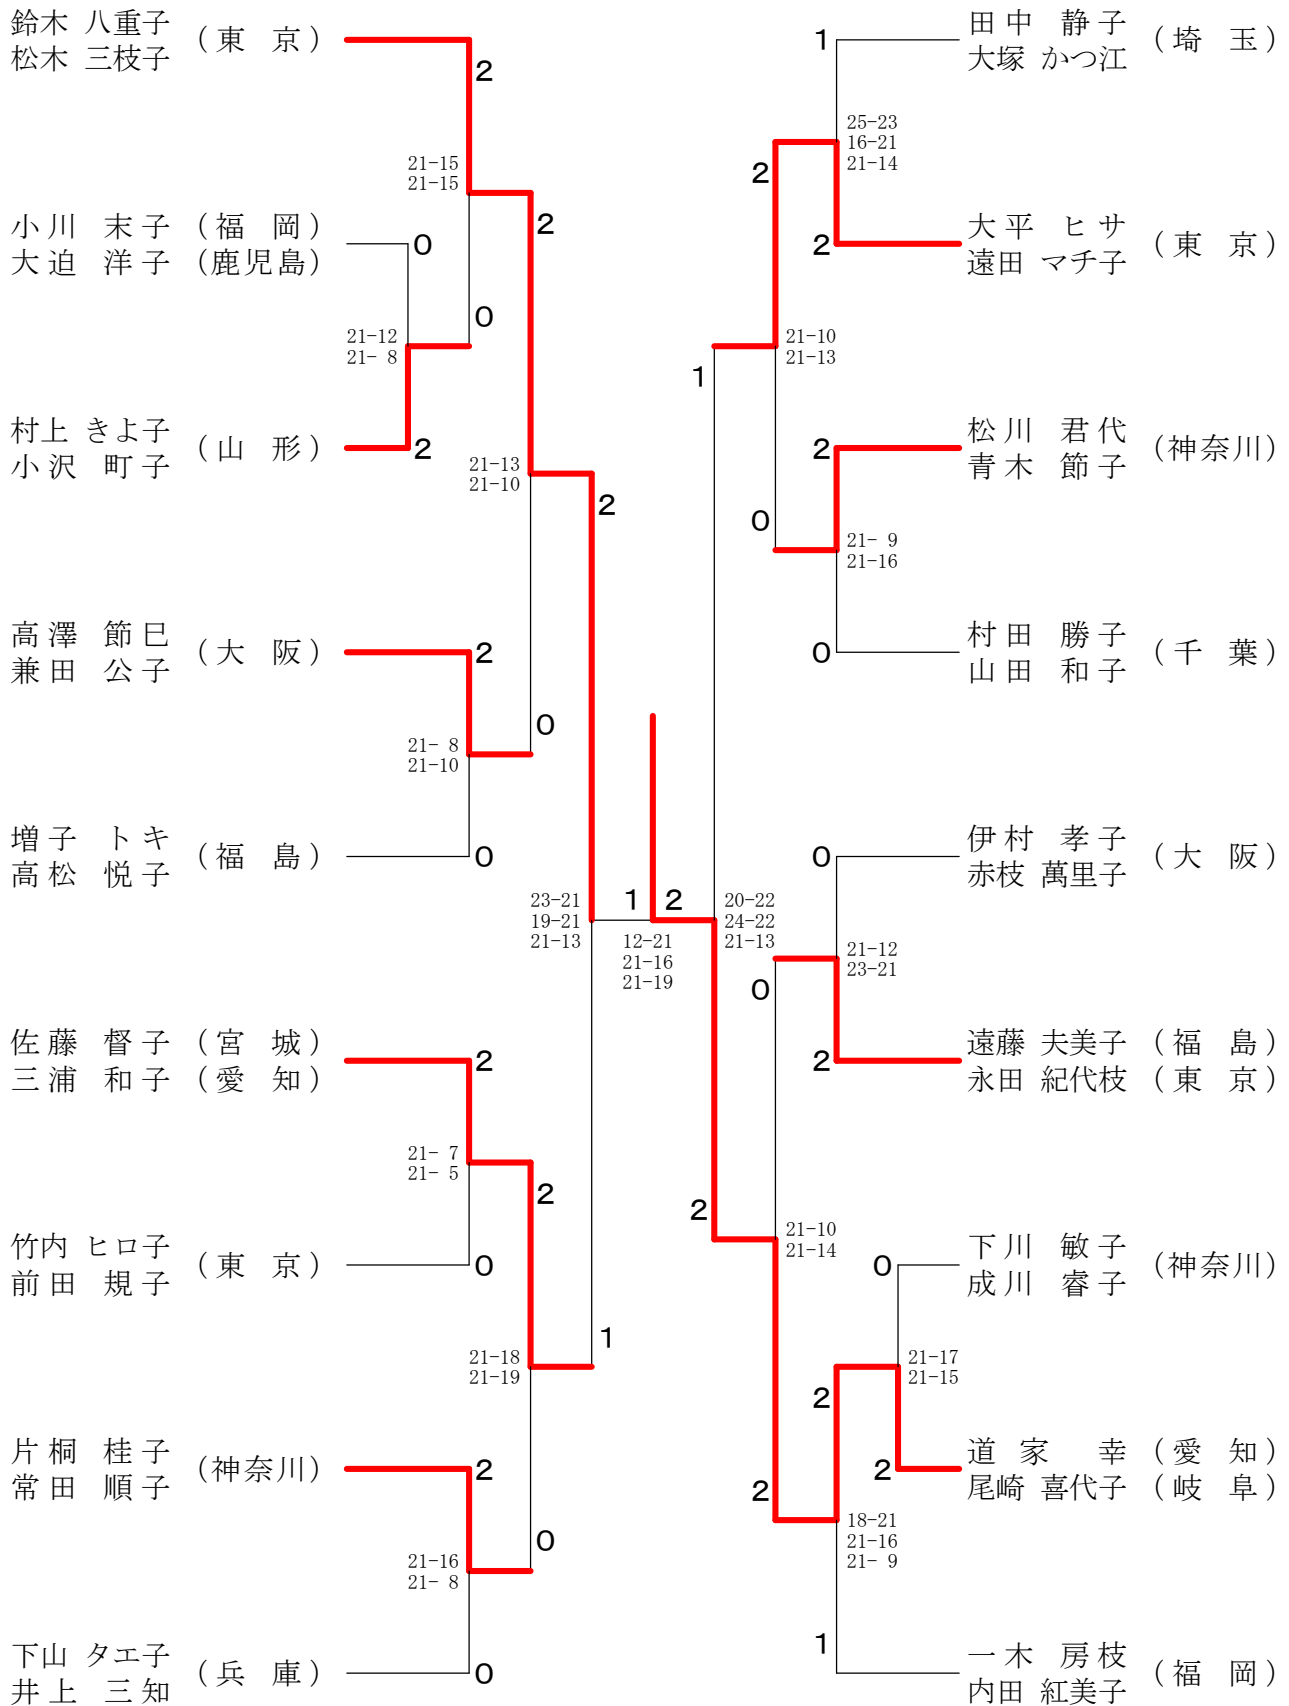 鈴木 八重子
松木 三枝子
(東 京)
2
21-15
21-15
小川 末子 (福 岡)
大迫 洋子 (鹿児島)
0
2
0
21-12
21- 8
村上 きよ子
小沢 町子
(山 形)
2
21-13
21-10
2
高澤 節巳
兼田 公子
(大 阪)
2
0
21- 8
21-10
増子 トキ
高松 悦子
(福 島)
0
23-21
19-21
21-13
1
2
12-21
21-16
21-19
佐藤 督子 (宮 城)
三浦 和子 (愛 知)
2
21- 7
21- 5
2
竹内 ヒロ子
前田 規子
(東 京)
0
1
21-18
21-19
片桐 桂子
常田 順子
(神奈川)
2
0
21-16
21- 8
下山 タエ子
井上 三知
(兵 庫)
0
1
田中 静子
大塚 かつ江
(埼 玉)
25-23
16-21
21-14
2
2
大平 ヒサ
遠田 マチ子
(東 京)
21-10
21-13
1
2
松川 君代
青木 節子
(神奈川)
0
21- 9
21-16
0
村田 勝子
山田 和子
(千 葉)
0
伊村 孝子
赤枝 萬里子
(大 阪)
20-22
24-22
21-13
21-12
23-21
0
2
遠藤 夫美子 (福 島)
永田 紀代枝 (東 京)
2
21-10
21-14
0
下川 敏子
成川 睿子
(神奈川)
21-17
21-15
2
2
道家 幸 (愛 知)
尾崎 喜代子 (岐 阜)
2
18-21
21-16
21- 9
1
一木 房枝
内田 紅美子
(福 岡)